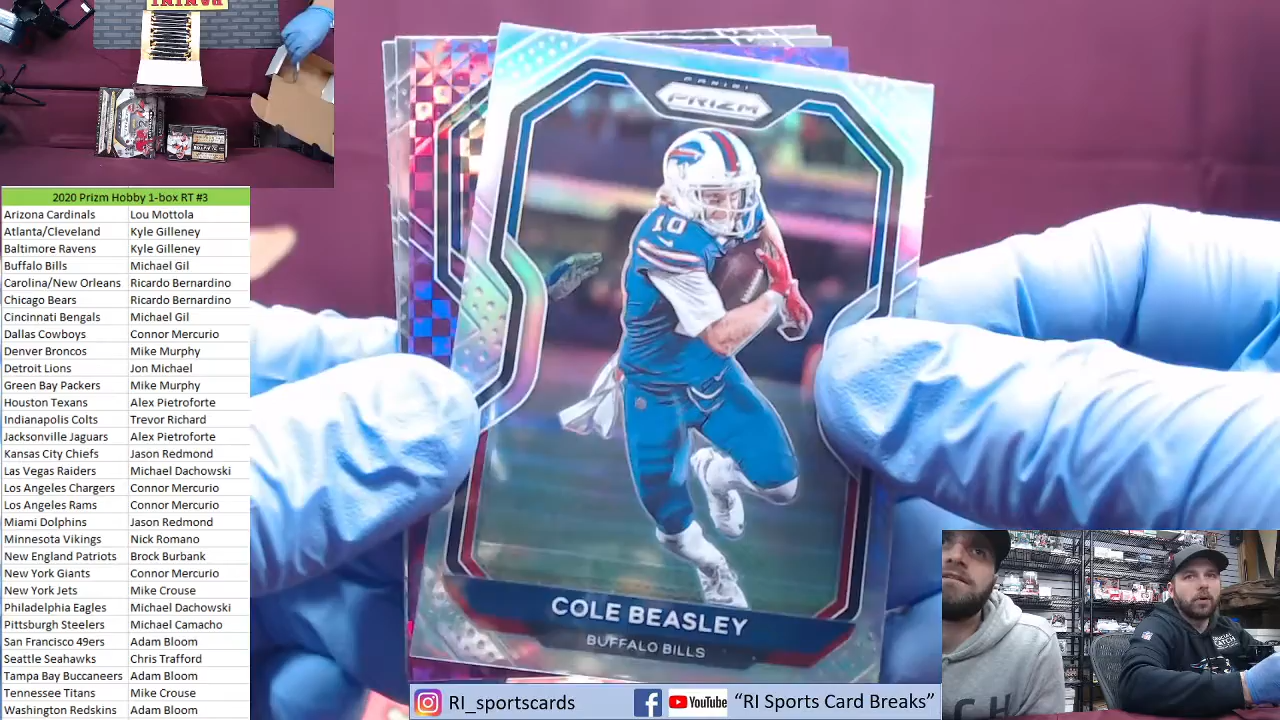 PANINI
2020 Prizm Hobby 1-box RT #3
Arizona Cardinals Lou Mottola
Atlanta/Cleveland Kyle Gilleney
Baltimore Ravens Kyle Gilleney
Buffalo Bills Michael Gil
Carolina/New Orleans Ricardo Bernardino
Chicago Bears Ricardo Bernardino
Cincinnati Bengals Michael Gil
Dallas Cowboys Connor Mercurio
Denver Broncos Mike Murphy
Detroit Lions Jon Michael
Green Bay Packers Mike Murphy
Houston Texans Alex Pietroforte
Indianapolis Colts Trevor Richard
Jacksonville Jaguars Alex Pietroforte
Kansas City Chiefs Jason Redmond
Las Vegas Raiders Michael Dachowski
Los Angeles Chargers Connor Mercurio
Los Angeles Rams Connor Mercurio
Miami Dolphins Jason Redmond
Minnesota Vikings Nick Romano
New England Patriots Brock Burbank
New York Giants Connor Mercurio
New York Jets Mike Crouse
Philadelphia Eagles Michael Dachowski
Pittsburgh Steelers Michael Camacho
San Francisco 49ers Adam Bloom
Seattle Seahawks Chris Trafford
Tampa Bay Buccaneers Adam Bloom
Tennessee Titans Mike Crouse
Washington Redskins Adam Bloom
PANINI
PRIZM
10
COLE BEASLEY
BUFFALO BILLS
RI_sportscards
YouTube "RI Sports Card Breaks"